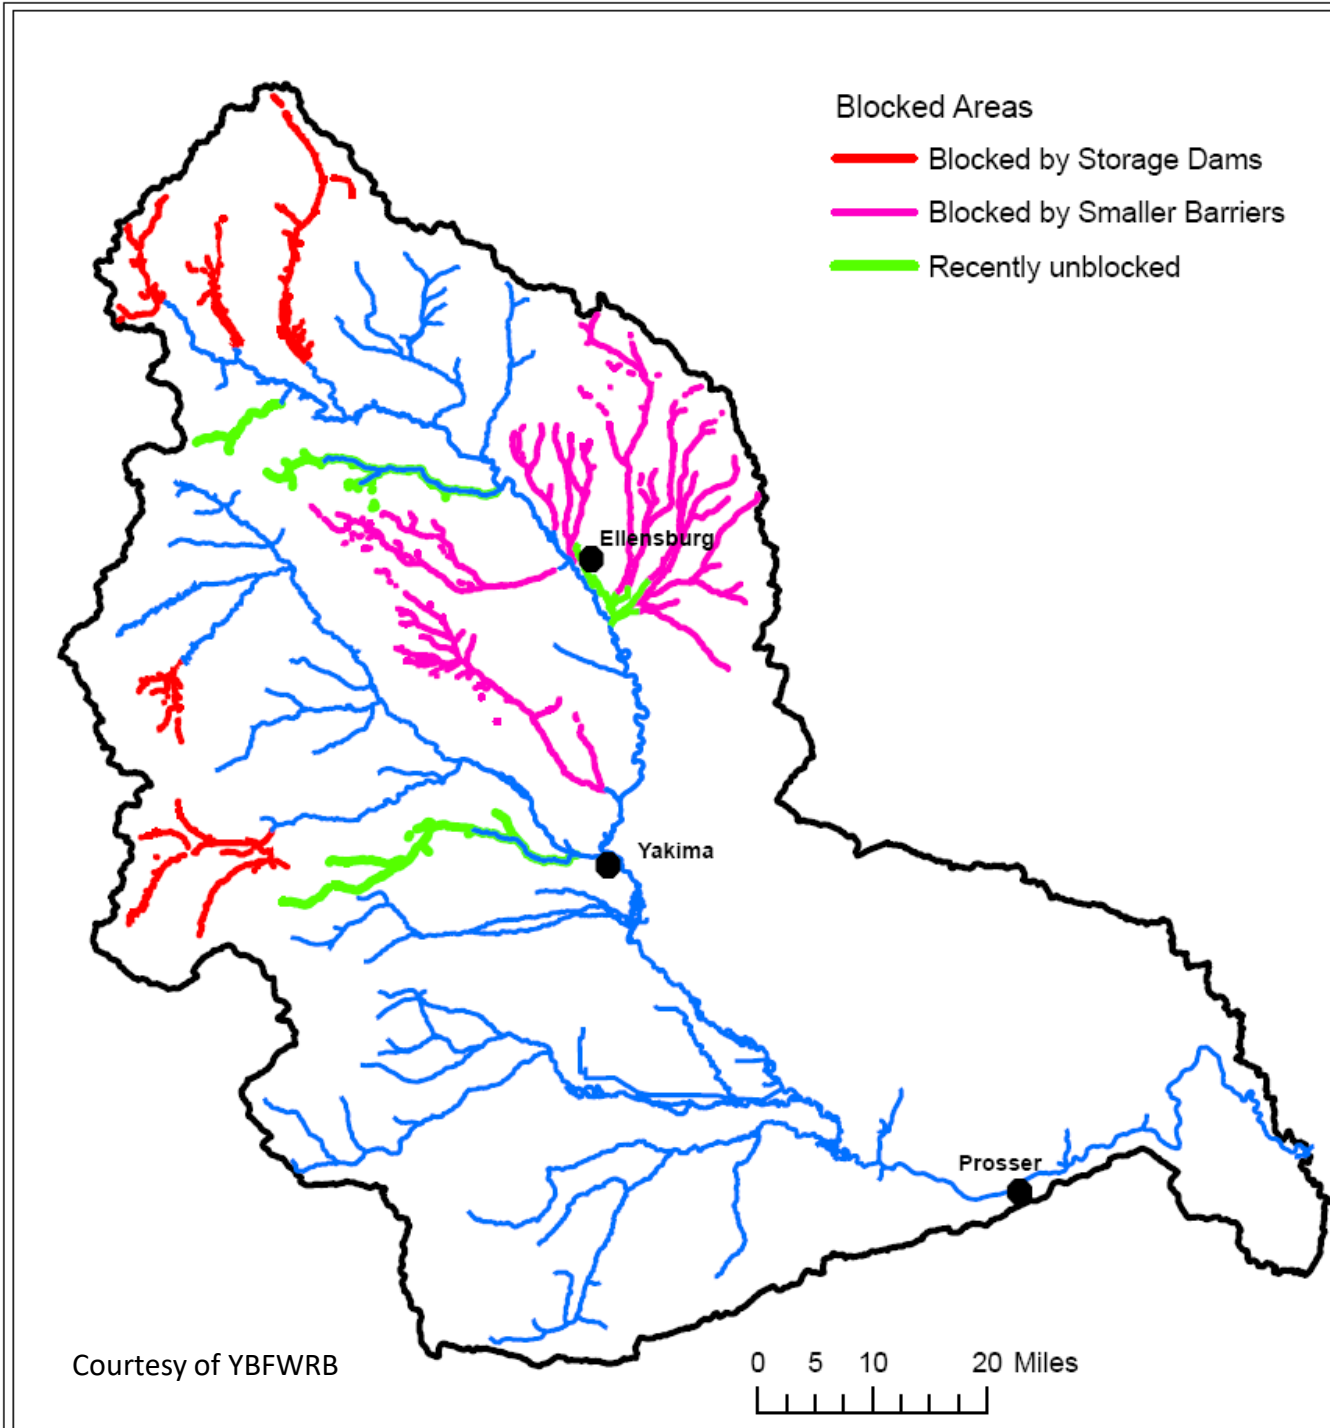 Blocked Areas
Blocked by Storage Dams
Blocked by Smaller Barriers
Recently unblocked
Ellensburg
Yakima
Prosser
Courtesy of YBFWRB
0 5 10 20 Miles